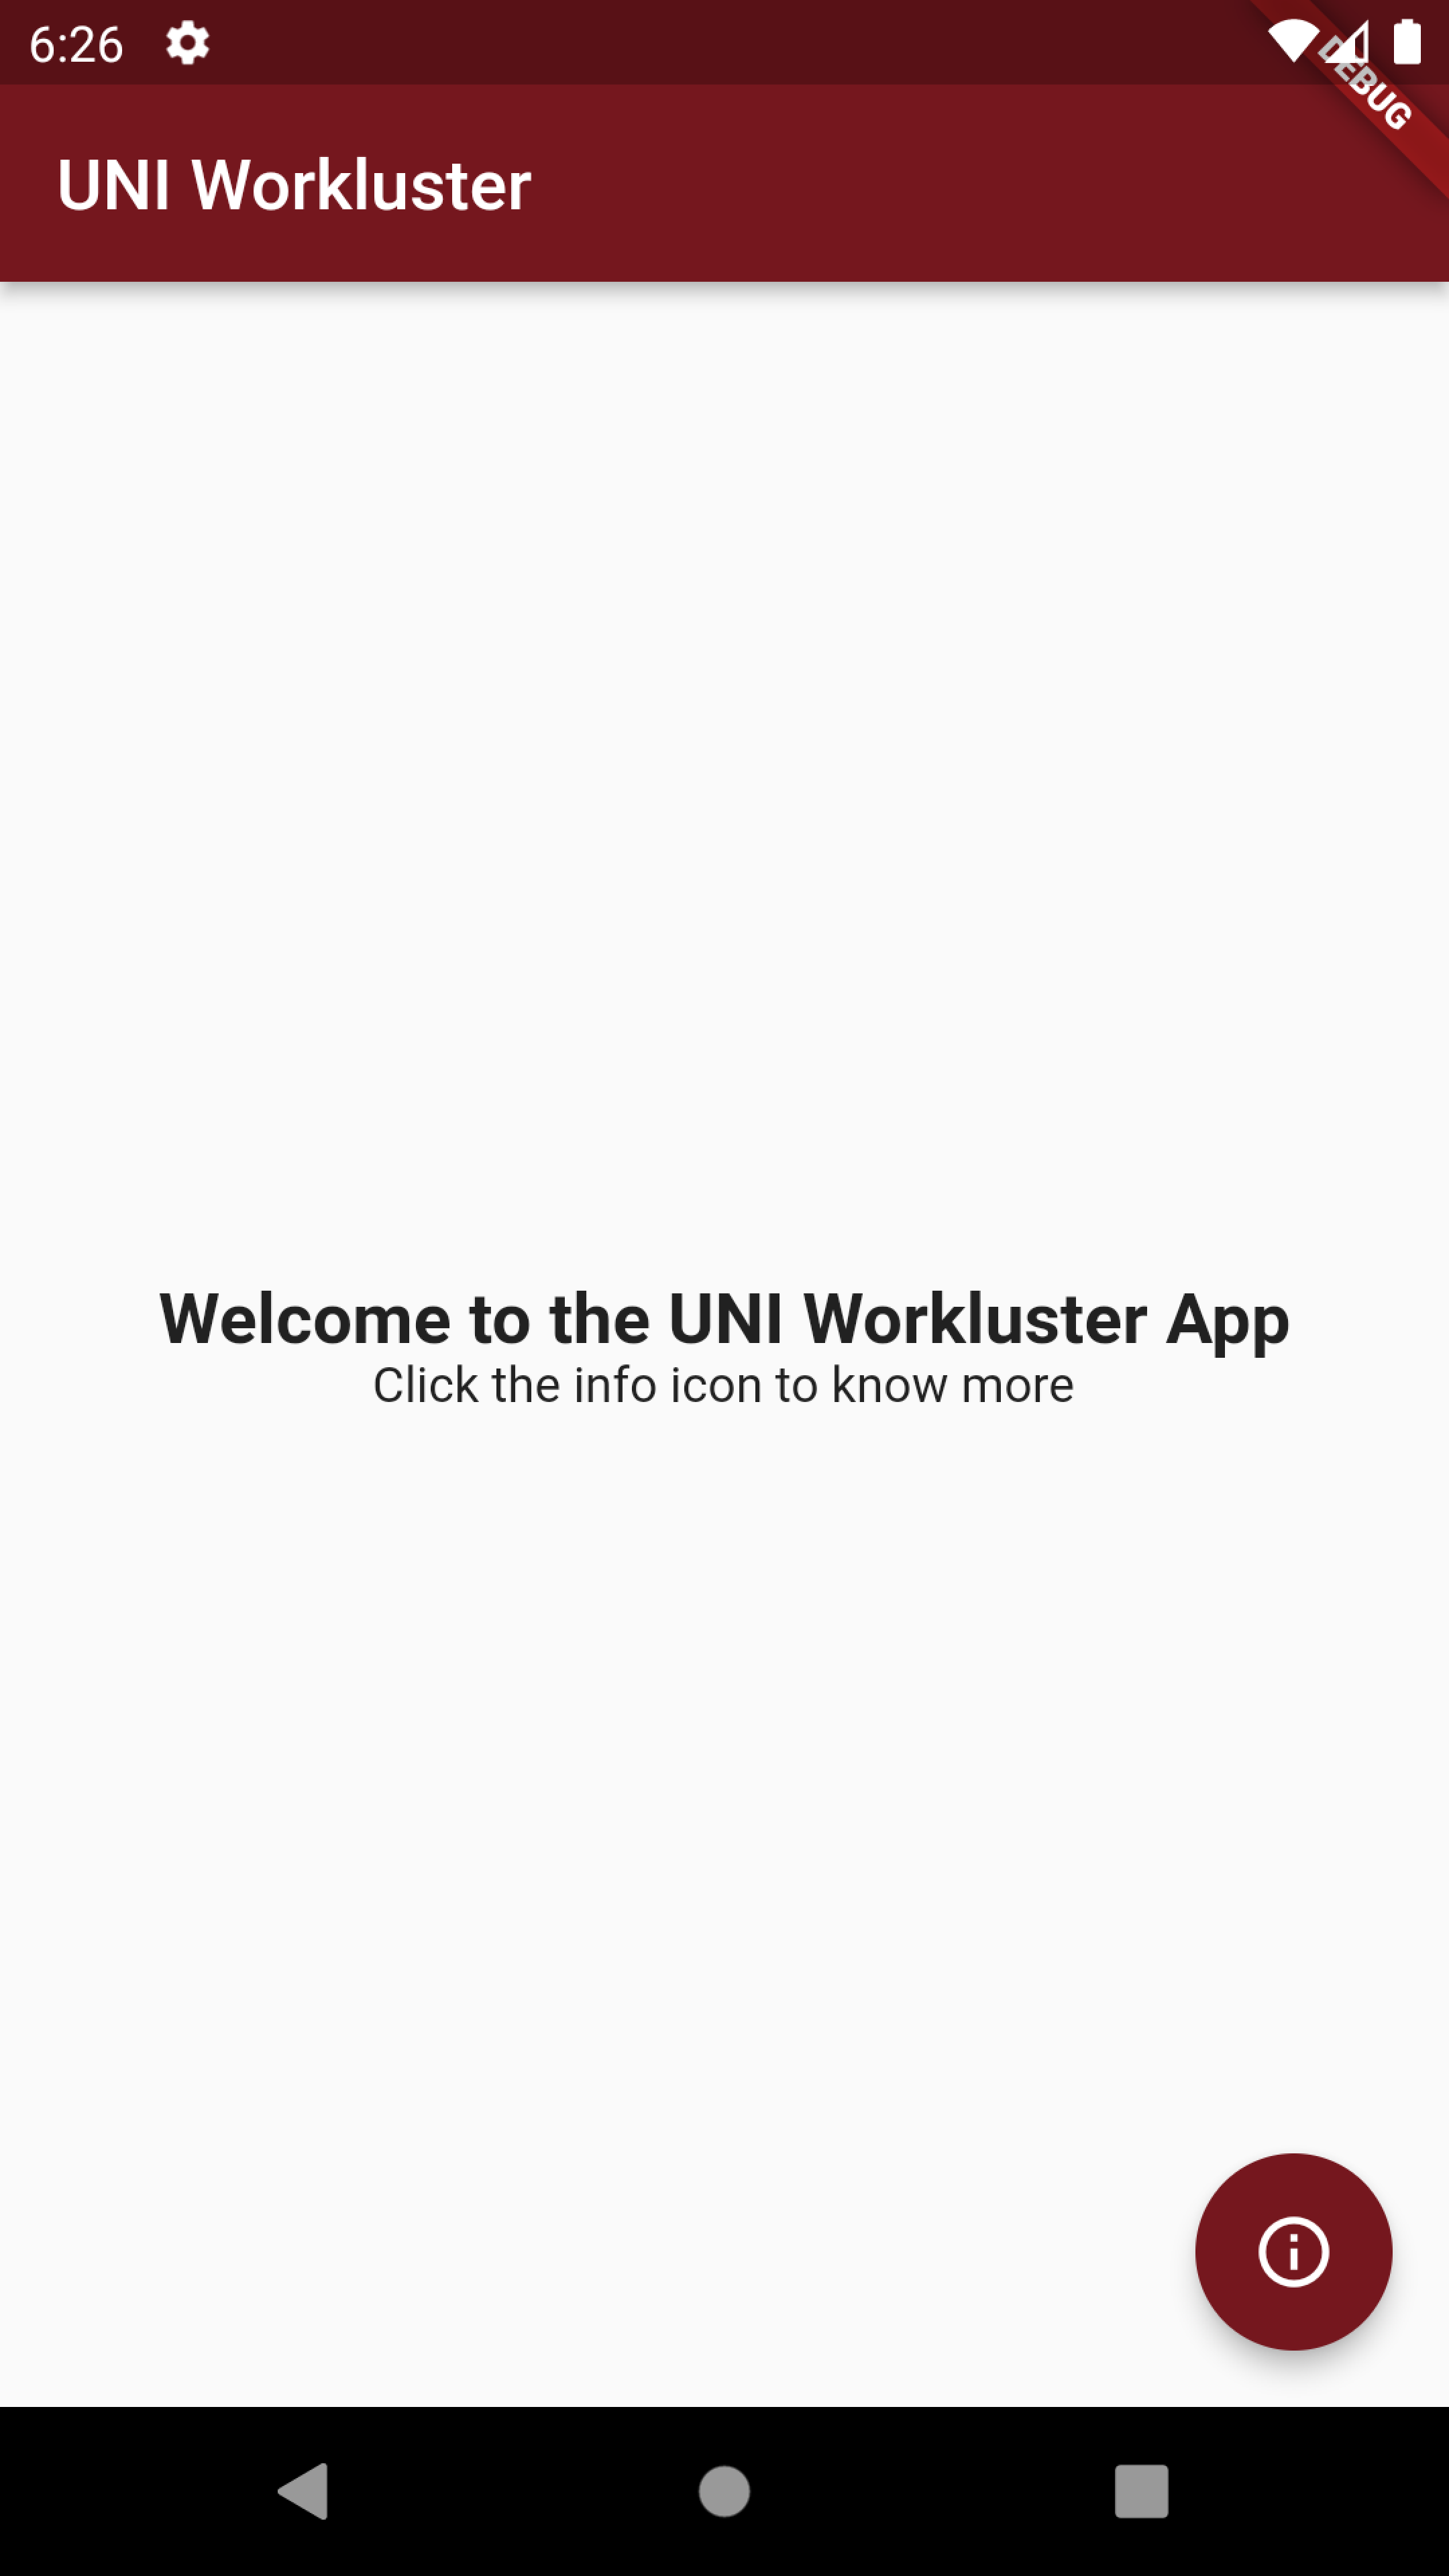 6:26
DEBUG
UNI Workluster
Welcome to the UNI Workluster App
Click the info icon to know more